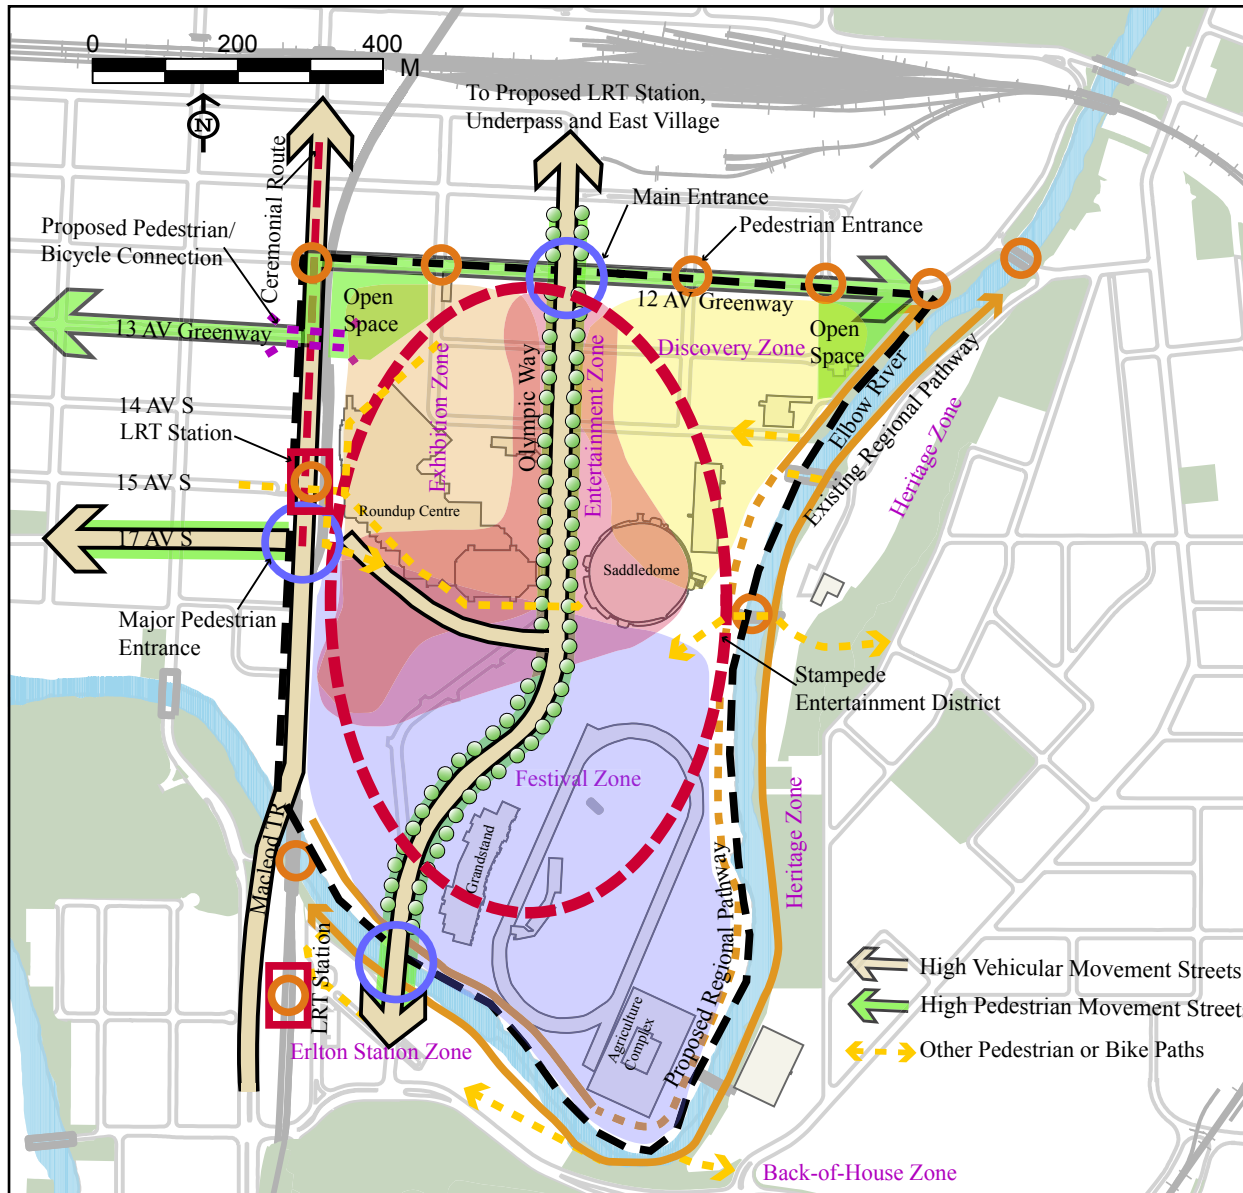 0 200 400
M
N
To Proposed LRT Station,
Underpass and East Village
Ceremonial Route
Main Entrance
Pedestrian Entrance
Proposed Pedestrian/
Bicycle Connection
Open
Space
12 AV Greenway
13 AV Greenway
Open
Space
Discovery Zone
Olympic Way
Entertainment Zone
Exhibition Zone
Elbow River
Existing Regional Pathway
Heritage Zone
14 AV S
LRT Station
15 AV S
Roundup Centre
17 AV S
Saddledome
Major Pedestrian
Entrance
Stampede
Entertainment District
Festival Zone
Macleod TR
Grandstand
Heritage Zone
Proposed Regional Pathway
LRT Station
Agriculture
Complex
Erlton Station Zone
High Vehicular Movement Streets
High Pedestrian Movement Streets
Other Pedestrian or Bike Paths
Back-of-House Zone